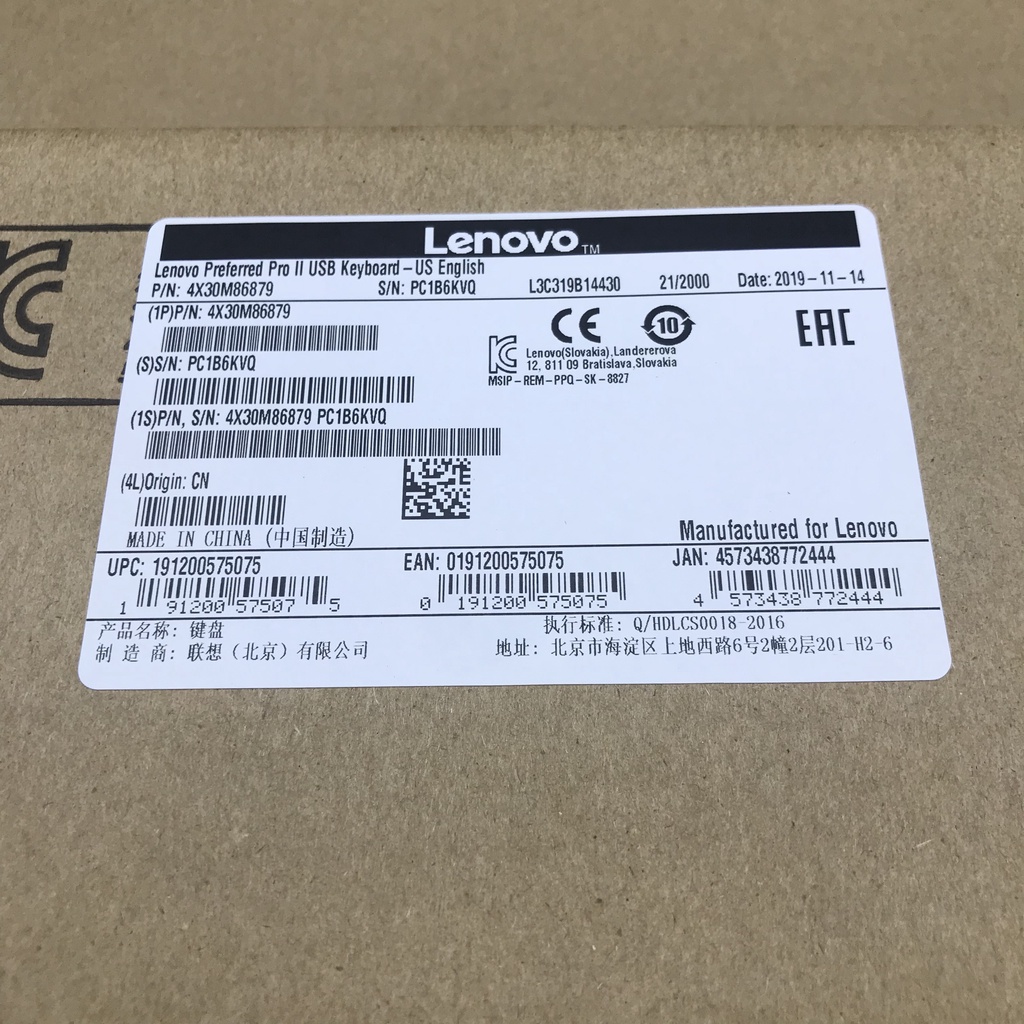 Lenovo™
Lenovo Preferred Pro II USB Keyboard – US English
P/N: 4X30M86879 S/N: PC1B6KVQ L3C319B14430 21/2000 Date: 2019-11-14
(1P)P/N: 4X30M86879
CE 10 EAC
Lenovo(Slovakia),Landererova
12, 811 09 Bratislava,Slovakia
MSIP-REM-PPQ-SK-8827
(S)S/N: PC1B6KVQ
(1S)P/N, S/N: 4X30M86879 PC1B6KVQ
(4L)Origin: CN
MADE IN CHINA (中国制造)
Manufactured for Lenovo
UPC: 191200575075 EAN: 0191200575075 JAN: 4573438772444
1 91200 57507 5 0 191200 575075 4 573438 772444
产品名称: 键盘 执行标准: Q/HDLCS0018-2016
制 造 商: 联想（北京）有限公司 地址: 北京市海淀区上地西路6号2幢2层201-H2-6